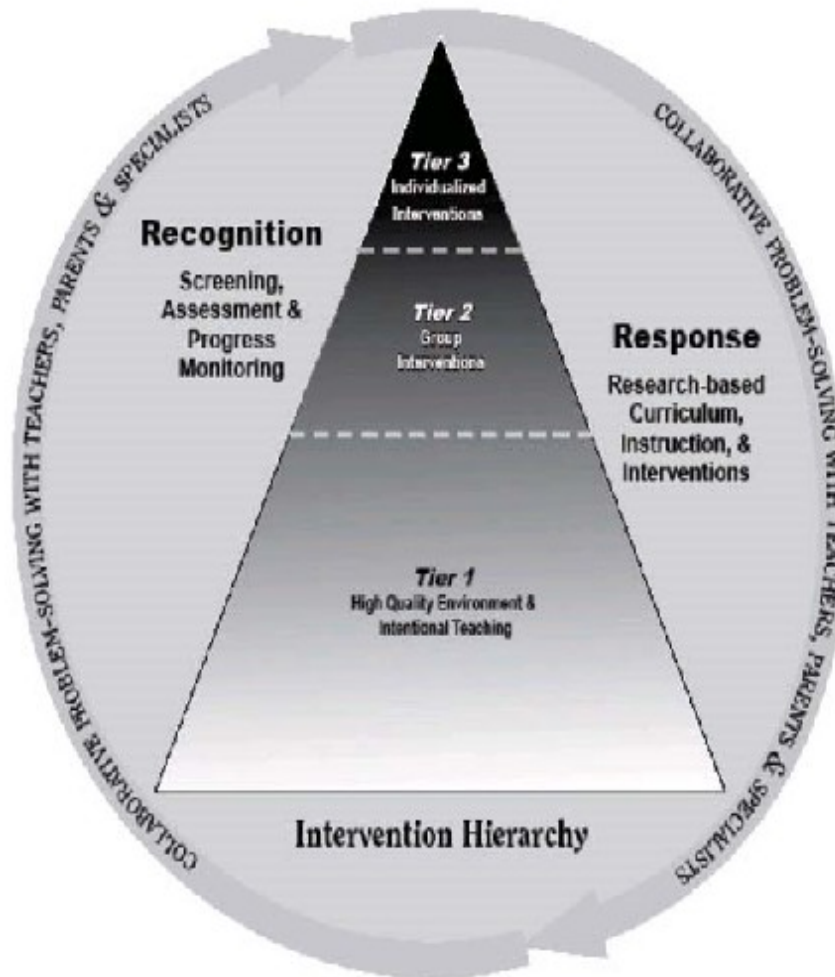 COLLABORATIVE PROBLEM-SOLVING WITH TEACHERS, PARENTS & SPECIALISTS
COLLABORATIVE PROBLEM-SOLVING WITH TEACHERS, PARENTS & SPECIALISTS
Tier 3
Individualized
Interventions
Recognition
Screening,
Assessment &
Progress
Monitoring
Tier 2
Group
Interventions
Response
Research-based
Curriculum,
Instruction, &
Interventions
Tier 1
High Quality Environment &
Intentional Teaching
Intervention Hierarchy